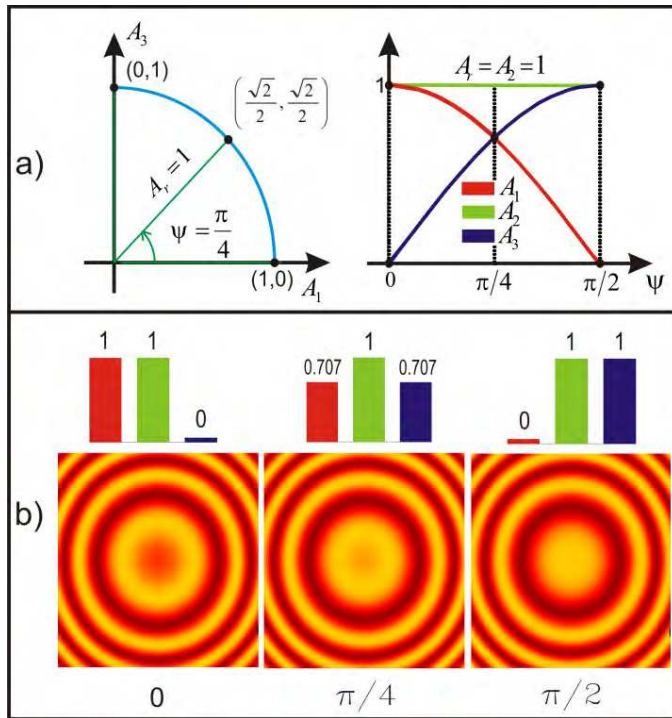 a)
A₃
(0,1)
(√2/2, √2/2)
Aᵣ=1
ψ=π/4
(1,0)
A₁
Aᵣ=A₂=1
1
A₁
A₂
A₃
0
π/4
π/2
ψ
b)
1 1 0
0.707 1 0.707
0 1 1
0 π/4 π/2